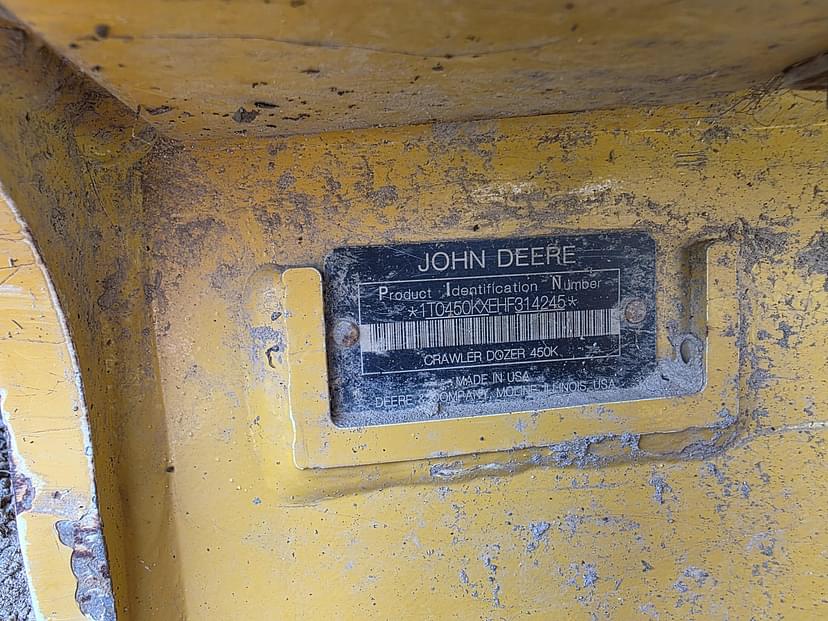 JOHN DEERE
Product Identification Number
*1T0450KXEHF314245*
CRAWLER DOZER 450K
MADE IN USA
DEERE COMPANY, MOLINE, ILLINOIS, USA